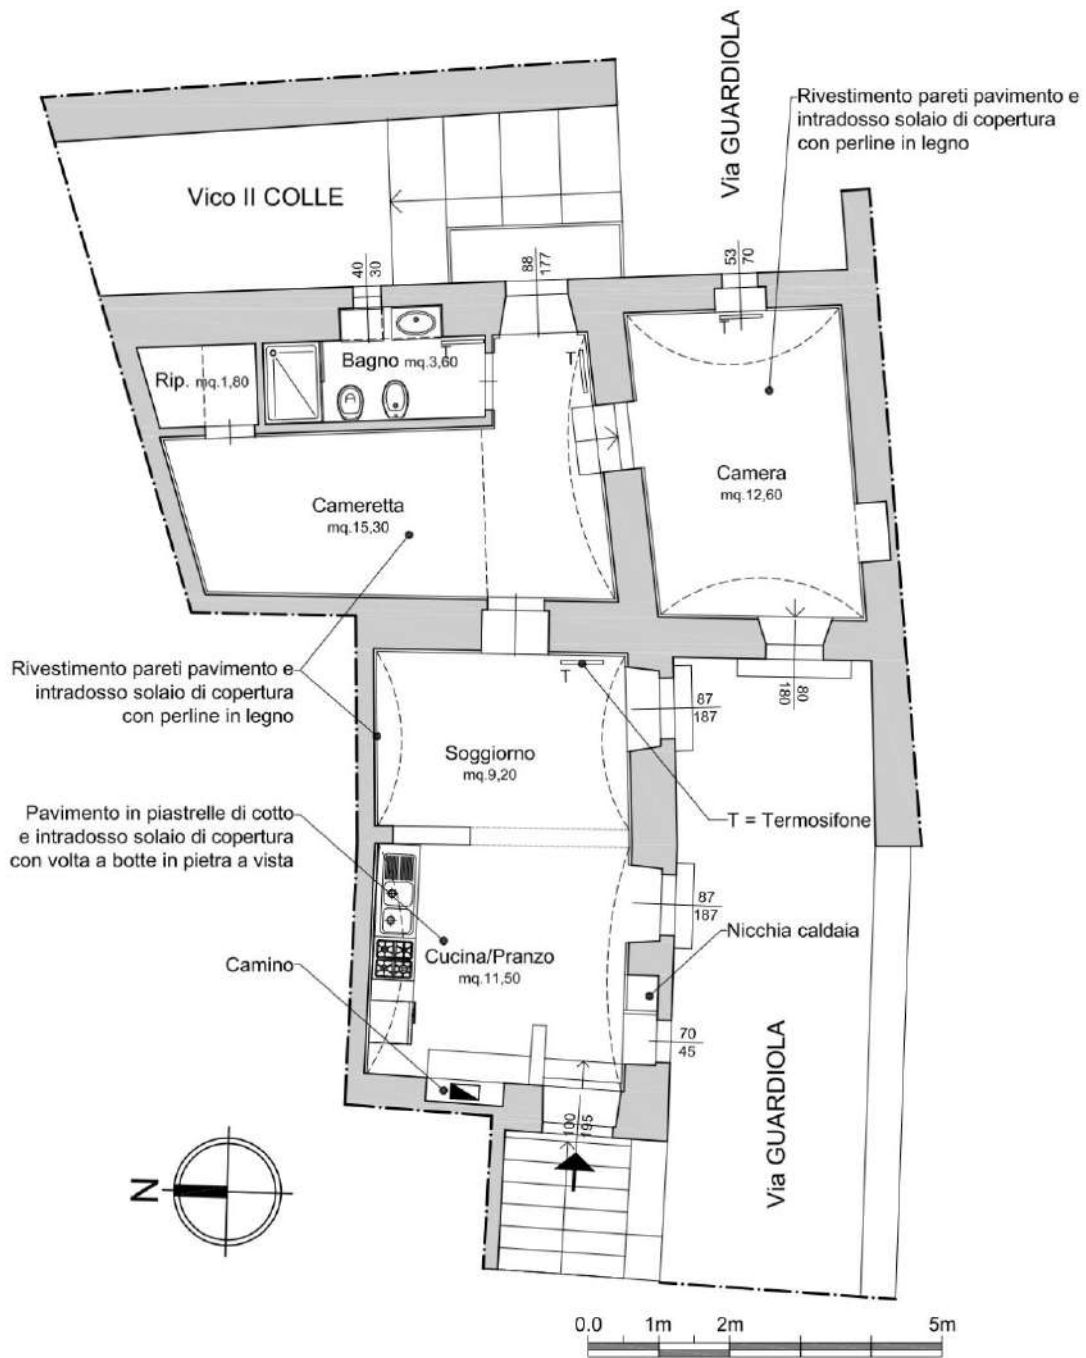 Via GUARDIOLA
Rivestimento pareti pavimento e
intradosso solaio di copertura
con perline in legno
Vico II COLLE
40
30
88
177
53
70
T
T
T
Bagno mq.3,60
Rip. mq.1,80
Camera
mq.12,60
Cameretta
mq.15,30
Rivestimento pareti pavimento e
intradosso solaio di copertura
con perline in legno
T
80
180
87
187
Soggiorno
mq.9,20
Pavimento in piastrelle di cotto
e intradosso solaio di copertura
con volta a botte in pietra a vista
T = Termosifone
87
187
Nicchia caldaia
Cucina/Pranzo
mq.11,50
Camino
70
45
Via GUARDIOLA
100
195
N
0.0 1m 2m 5m